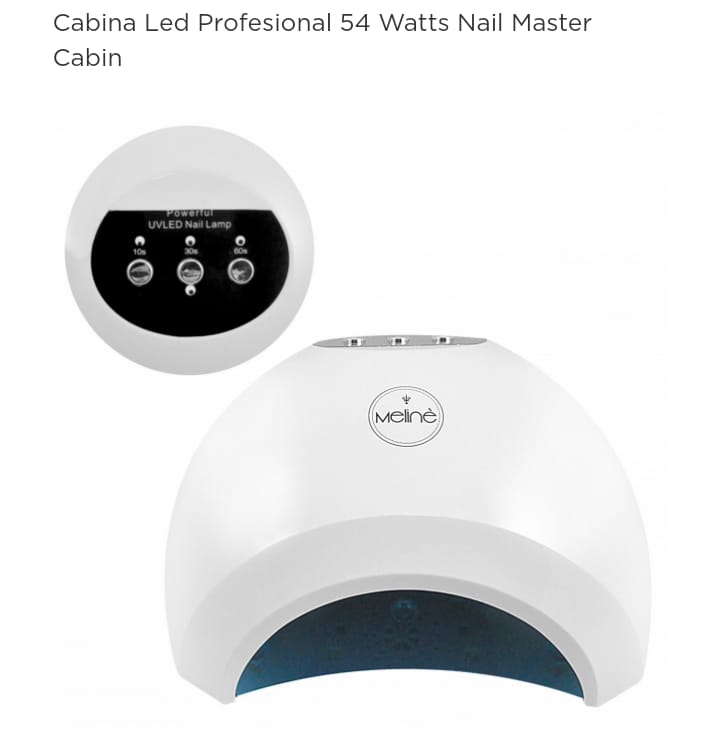 Cabina Led Profesional 54 Watts Nail Master
Cabin
Powerful
UVLED Nail Lamp
10s 30s 60s
Melinè